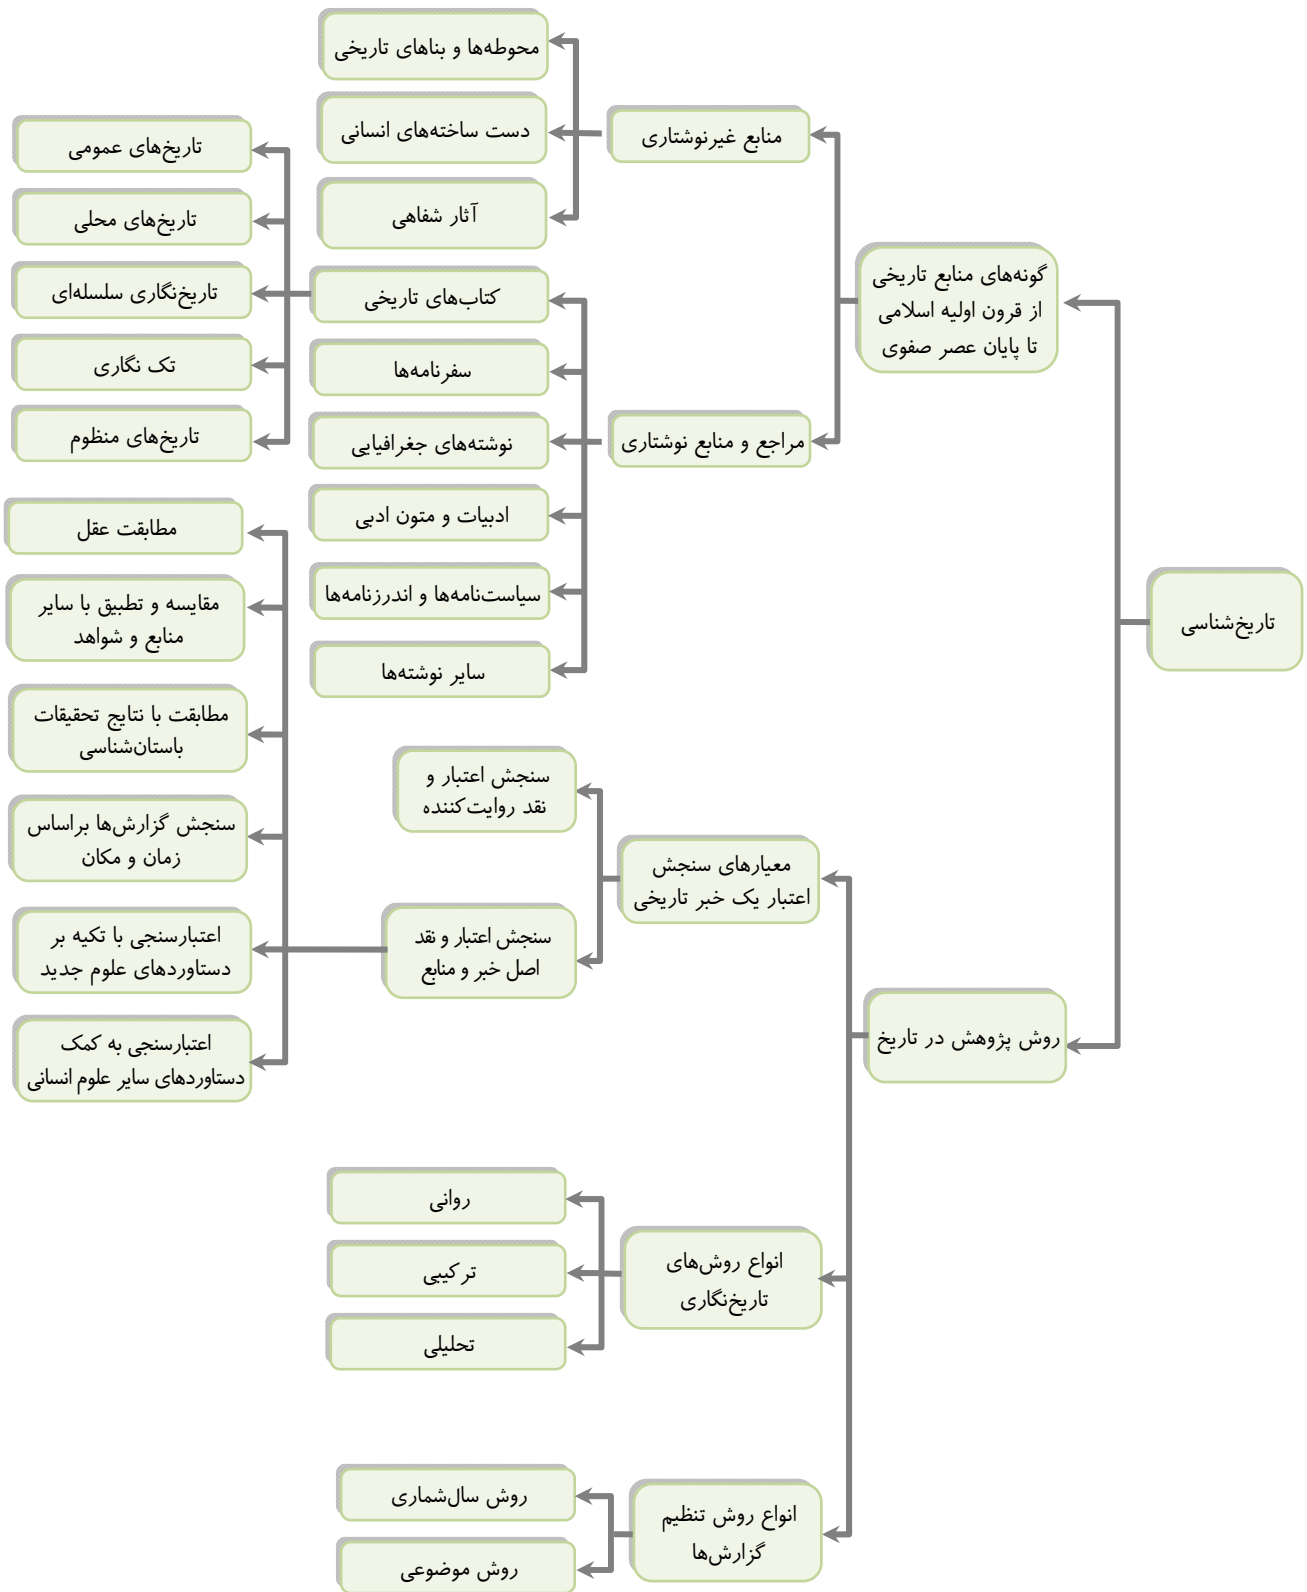 تاریخ‌شناسی
گونه‌های منابع تاریخی
از قرون اولیه اسلامی
تا پایان عصر صفوی
منابع غیرنوشتاری
محوطه‌ها و بناهای تاریخی
دست ساخته‌های انسانی
آثار شفاهی
مراجع و منابع نوشتاری
کتاب‌های تاریخی
تاریخ‌های عمومی
تاریخ‌های محلی
تاریخ‌نگاری سلسله‌ای
تک نگاری
تاریخ‌های منظوم
سفرنامه‌ها
نوشته‌های جغرافیایی
ادبیات و متون ادبی
سیاست‌نامه‌ها و اندرزنامه‌ها
سایر نوشته‌ها
روش پژوهش در تاریخ
معیارهای سنجش
اعتبار یک خبر تاریخی
سنجش اعتبار و
نقد روایت‌کننده
سنجش اعتبار و نقد
اصل خبر و منابع
مطابقت عقل
مقایسه و تطبیق با سایر
منابع و شواهد
مطابقت با نتایج تحقیقات
باستان‌شناسی
سنجش گزارش‌ها براساس
زمان و مکان
اعتبارسنجی با تکیه بر
دستاوردهای علوم جدید
اعتبارسنجی به کمک
دستاوردهای سایر علوم انسانی
انواع روش‌های
تاریخ‌نگاری
روانی
ترکیبی
تحلیلی
انواع روش تنظیم
گزارش‌ها
روش سال‌شماری
روش موضوعی